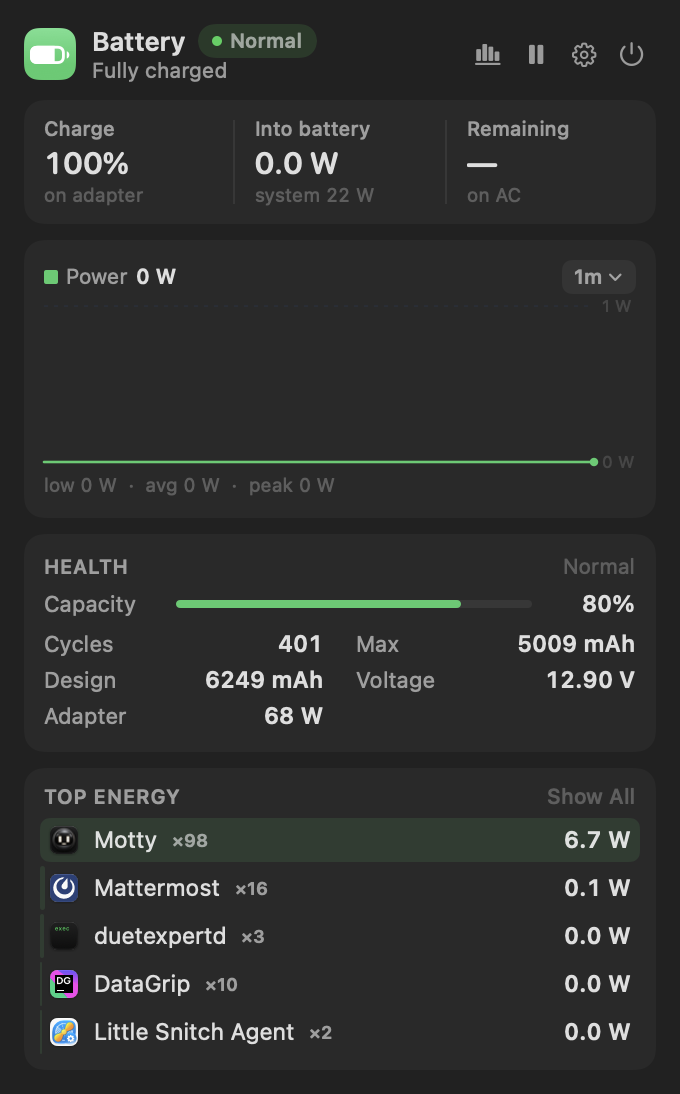 Battery Normal
Fully charged
Charge Into battery Remaining
100% 0.0 W —
on adapter system 22 W on AC
Power 0 W 1m
1 W
0 W
low 0 W · avg 0 W · peak 0 W
HEALTH Normal
Capacity 80%
Cycles 401 Max 5009 mAh
Design 6249 mAh Voltage 12.90 V
Adapter 68 W
TOP ENERGY Show All
Motty ×98 6.7 W
Mattermost ×16 0.1 W
exec
duetexpertd ×3 0.0 W
DG
DataGrip ×10 0.0 W
Little Snitch Agent ×2 0.0 W